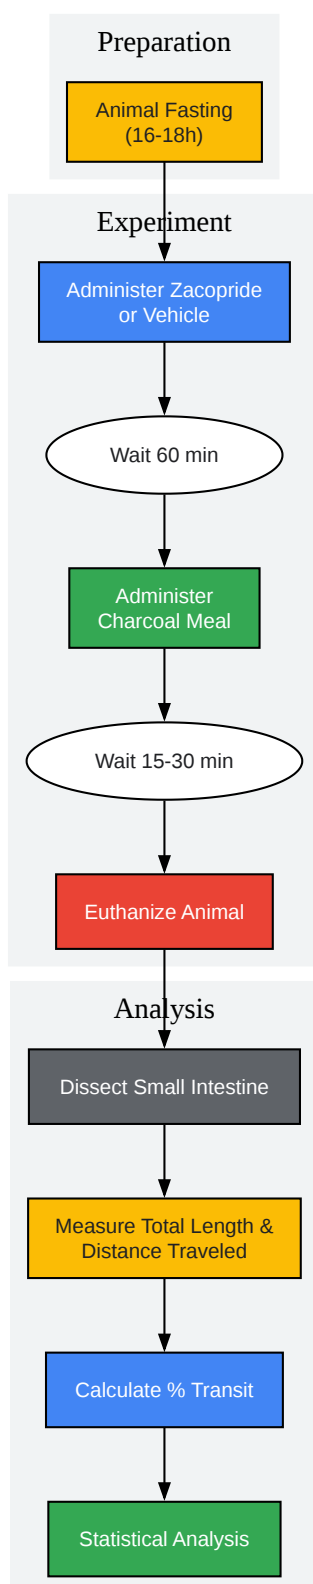 Preparation
Animal Fasting
(16-18h)
Experiment
Administer Zacopride
or Vehicle
Wait 60 min
Administer
Charcoal Meal
Wait 15-30 min
Euthanize Animal
Analysis
Dissect Small Intestine
Measure Total Length &
Distance Traveled
Calculate % Transit
Statistical Analysis